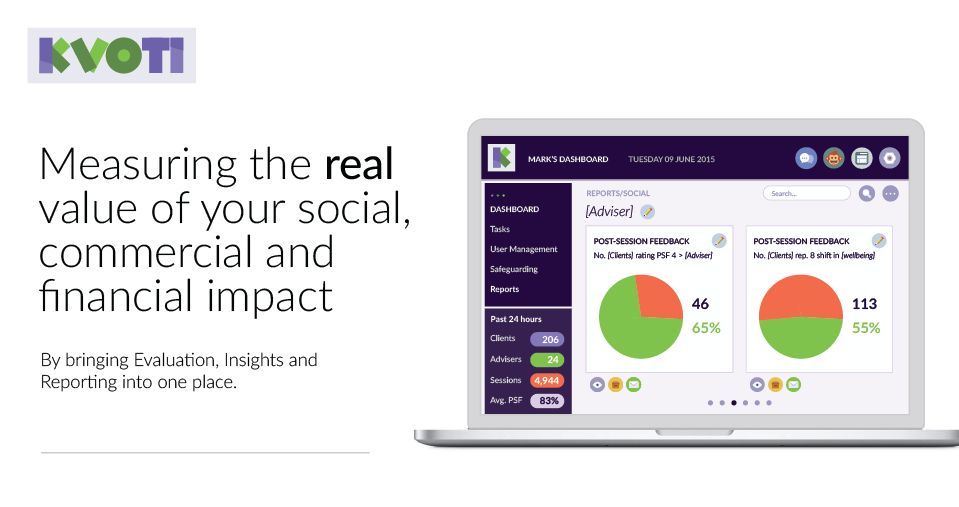 KVOTI
Measuring the real
value of your social,
commercial and
financial impact
By bringing Evaluation, Insights and
Reporting into one place.
K
MARK'S DASHBOARD
TUESDAY 09 JUNE 2015
DASHBOARD
Tasks
User Management
Safeguarding
Reports
Past 24 hours
Clients 206
Advisers 24
Sessions 4,944
Avg. PSF 83%
REPORTS/SOCIAL
Search...
[Adviser]
POST-SESSION FEEDBACK
No. [Clients] rating PSF 4 > [Adviser]
46
65%
POST-SESSION FEEDBACK
No. [Clients] rep. 8 shift in [wellbeing]
113
55%